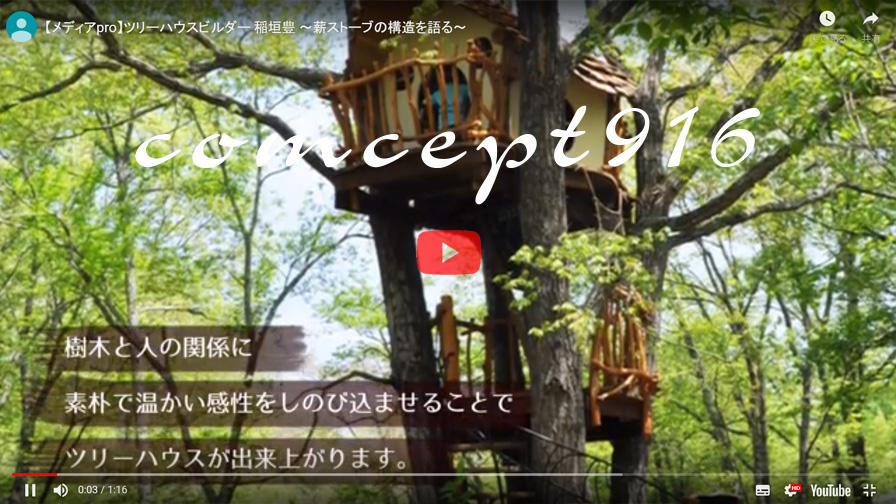 【メディアpro】ツリーハウスビルダー 稲垣豊 ～薪ストーブの構造を語る～
後で見る
共有
comcept916
樹木と人の関係に
素朴で温かい感性をしのび込ませることで
ツリーハウスが出来上がります。
0:03 / 1:16
HD
YouTube